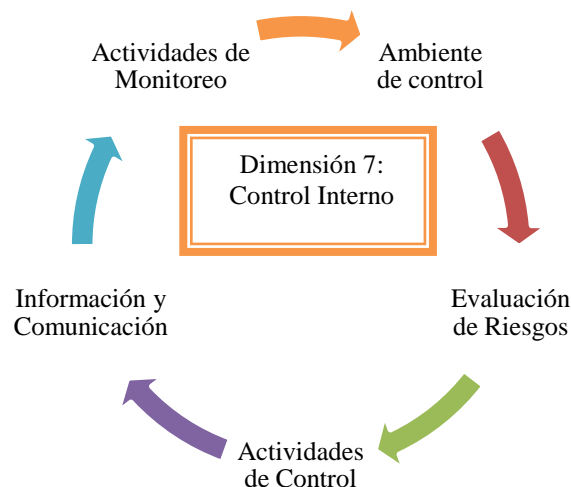 Actividades de
Monitoreo
Ambiente
de control
Dimensión 7:
Control Interno
Información y
Comunicación
Evaluación
de Riesgos
Actividades
de Control